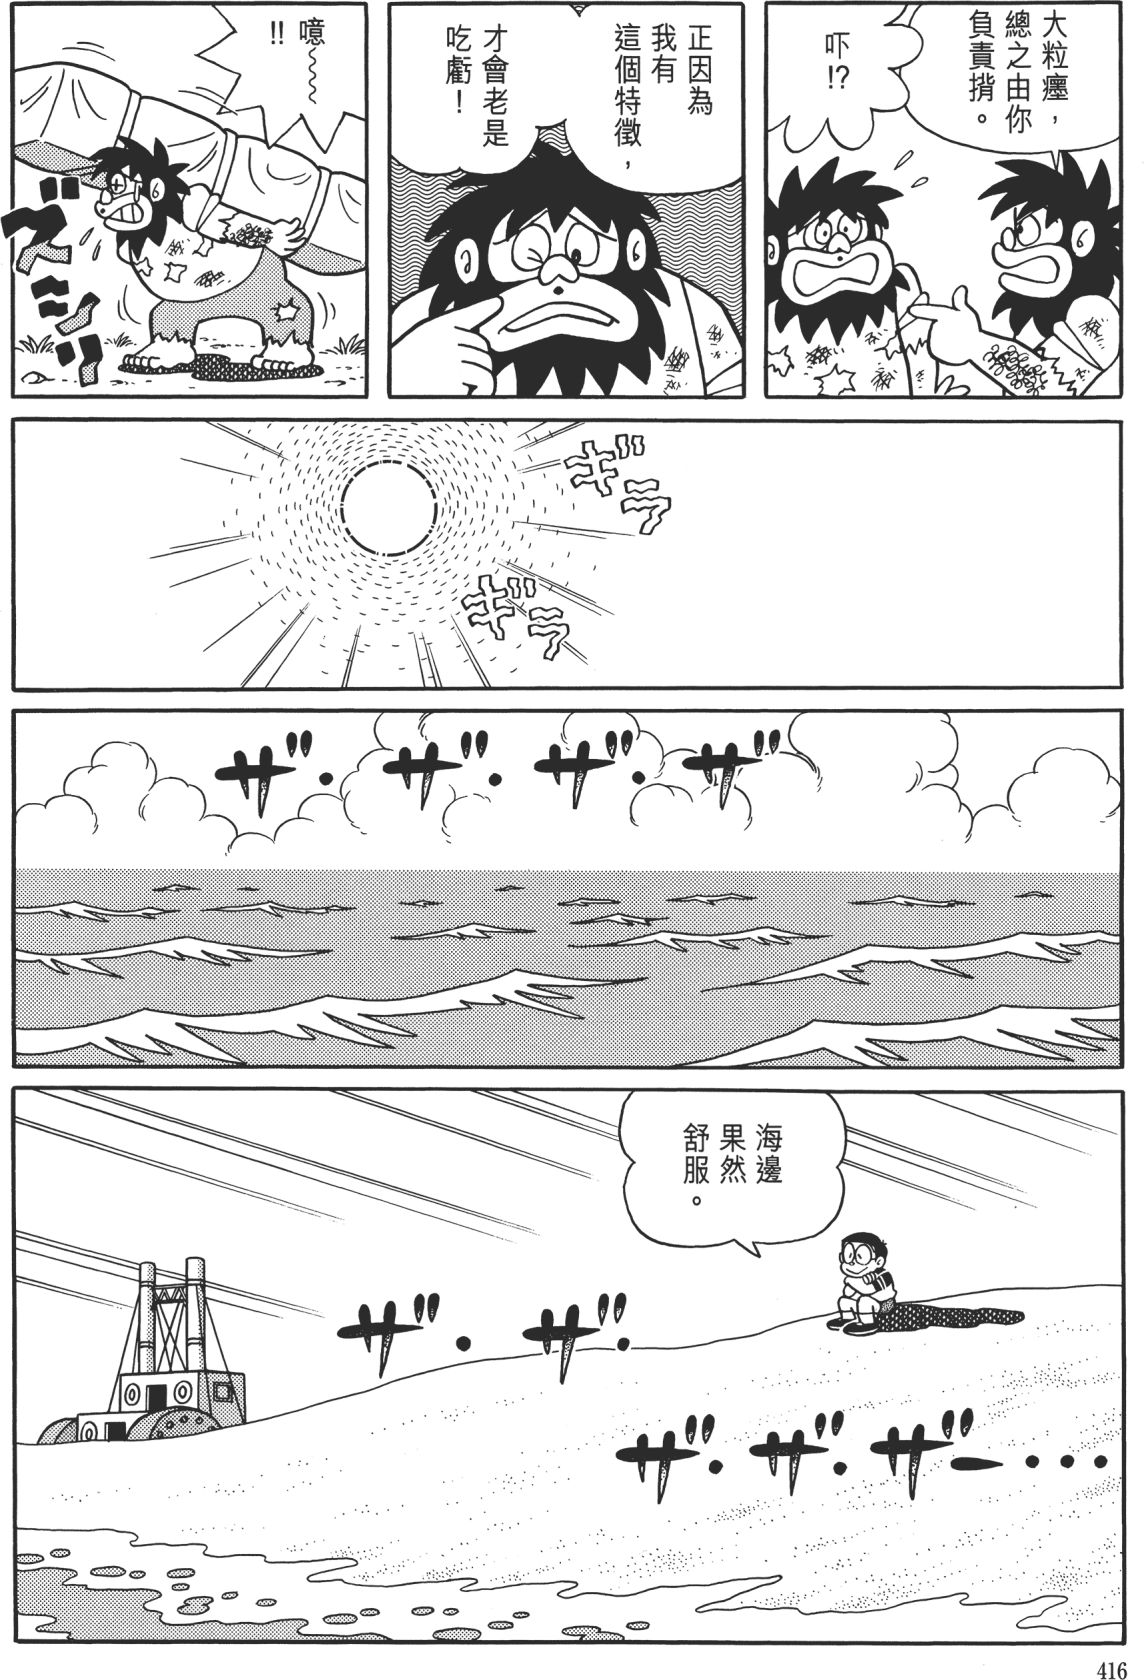 大粒癦，
總之由你
負責揹。
吓!?
正因為
我有
這個特徵，
才會老是
吃虧！
噫
!!
ズシッ
ギラ
ギラ
ザ・ザ・ザ・ザ
海邊
果然
舒服。
ザ・ザ・
ザ・ザ・ザー・・・
416